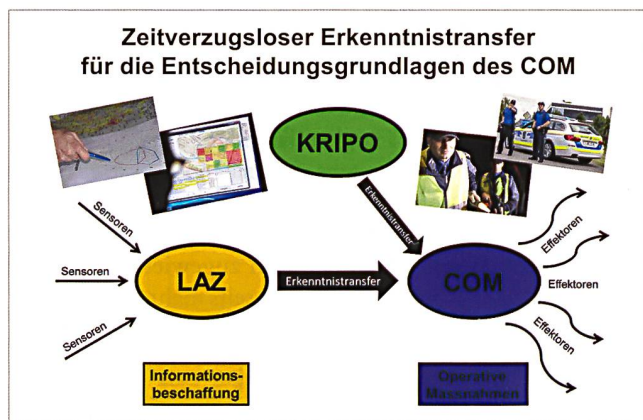 Zeitverzugsloser Erkenntnistransfer
für die Entscheidungsgrundlagen des COM
KRIPO
Erkenntnistransfer
Sensoren
Sensoren
Sensoren
LAZ
Erkenntnistransfer
COM
Effektoren
Effektoren
Effektoren
Effektoren
Informations-
beschaffung
Operative
Massnahmen